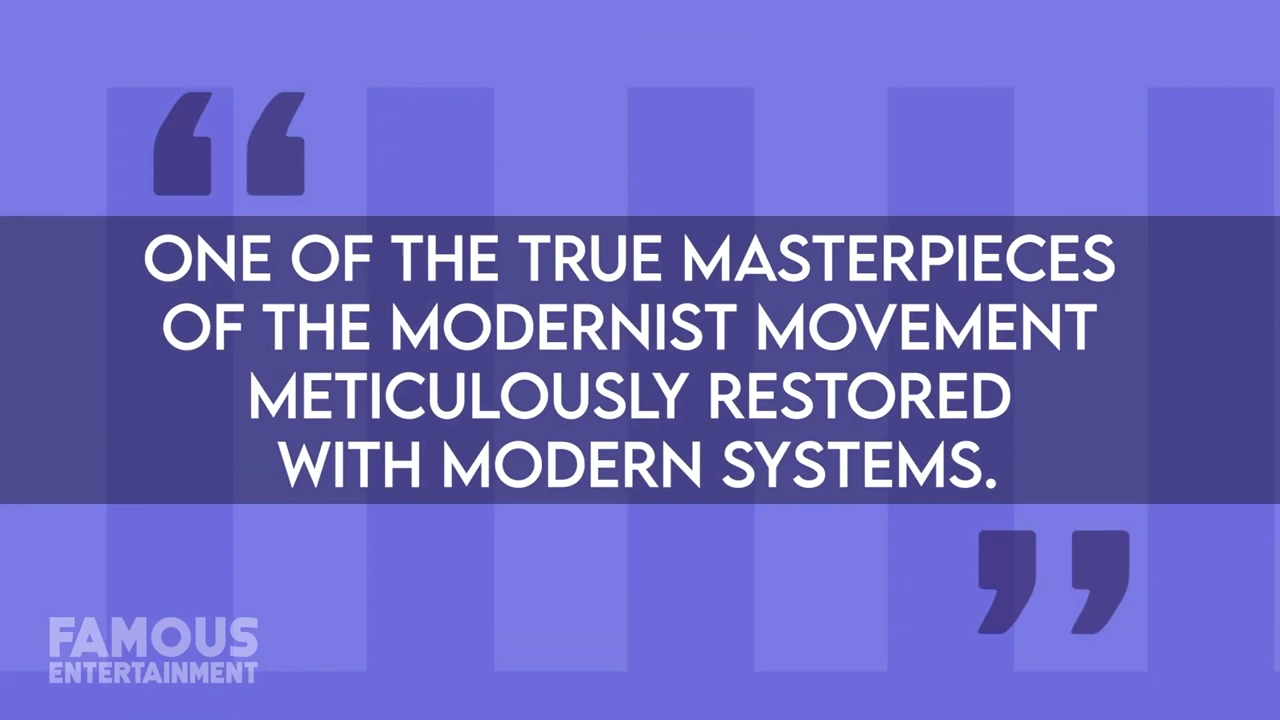 “
ONE OF THE TRUE MASTERPIECES
OF THE MODERNIST MOVEMENT
METICULOUSLY RESTORED
WITH MODERN SYSTEMS.
”
FAMOUS
ENTERTAINMENT